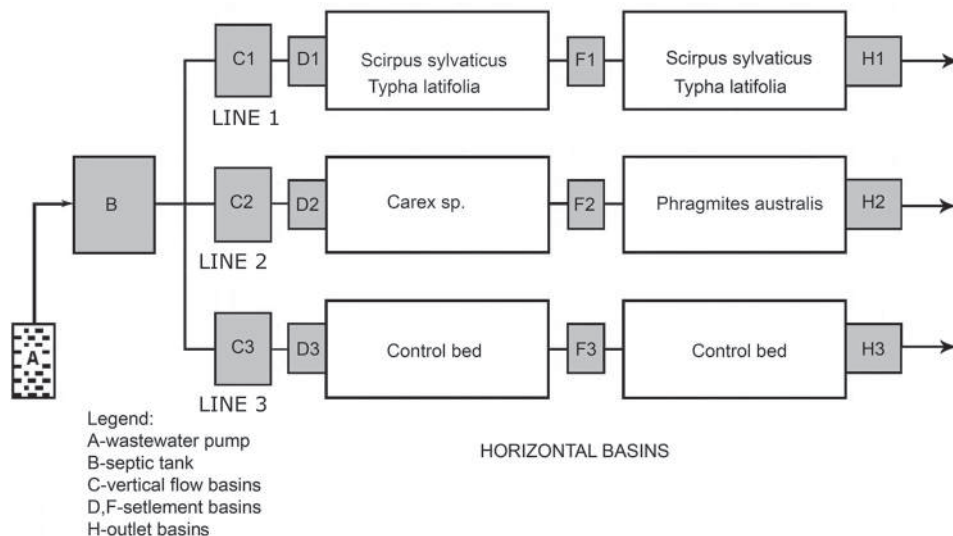 C1 D1 Scirpus sylvaticus Typha latifolia F1 Scirpus sylvaticus Typha latifolia H1
LINE 1
B C2 D2 Carex sp. F2 Phragmites australis H2
LINE 2
A C3 D3 Control bed F3 Control bed H3
LINE 3
Legend:
A-wastewater pump
B-septic tank
C-vertical flow basins
D,F-setlement basins
H-outlet basins
HORIZONTAL BASINS